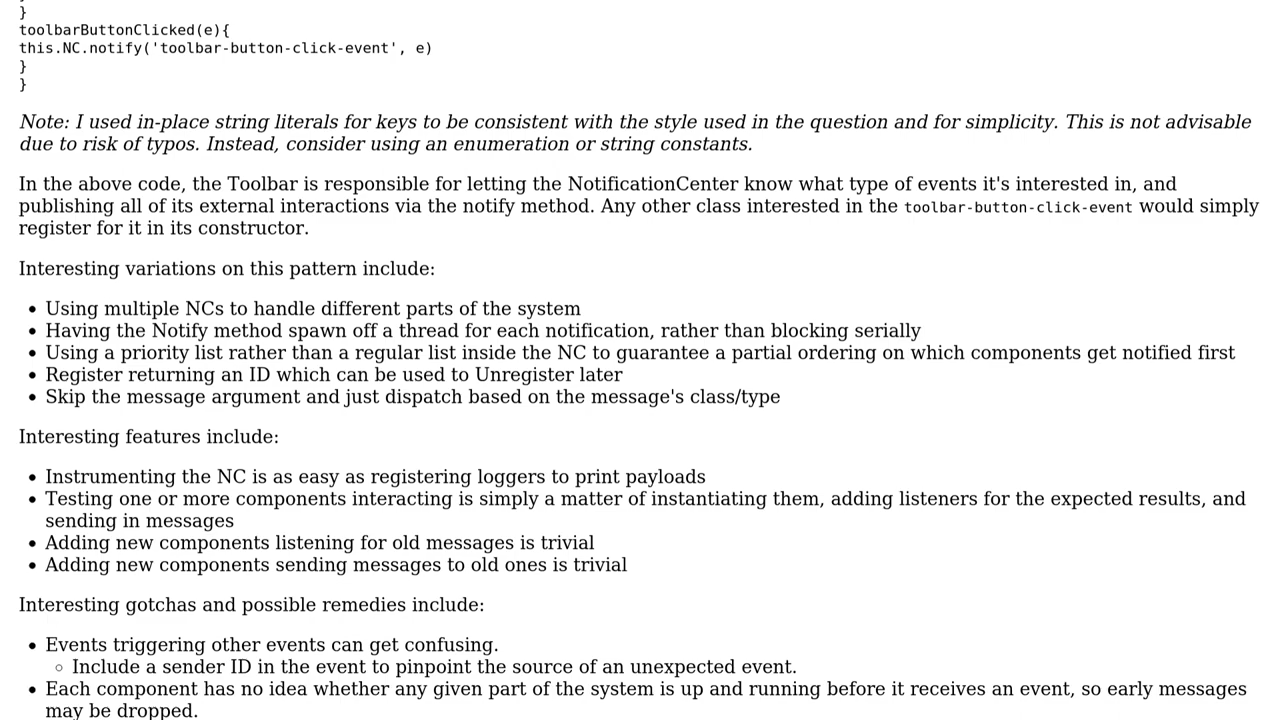 }
toolbarButtonClicked(e){
this.NC.notify('toolbar-button-click-event', e)
}
}
Note: I used in-place string literals for keys to be consistent with the style used in the question and for simplicity. This is not advisable
due to risk of typos. Instead, consider using an enumeration or string constants.
In the above code, the Toolbar is responsible for letting the NotificationCenter know what type of events it's interested in, and
publishing all of its external interactions via the notify method. Any other class interested in the toolbar-button-click-event would simply
register for it in its constructor.
Interesting variations on this pattern include:
• Using multiple NCs to handle different parts of the system
• Having the Notify method spawn off a thread for each notification, rather than blocking serially
• Using a priority list rather than a regular list inside the NC to guarantee a partial ordering on which components get notified first
• Register returning an ID which can be used to Unregister later
• Skip the message argument and just dispatch based on the message's class/type
Interesting features include:
• Instrumenting the NC is as easy as registering loggers to print payloads
• Testing one or more components interacting is simply a matter of instantiating them, adding listeners for the expected results, and
sending in messages
• Adding new components listening for old messages is trivial
• Adding new components sending messages to old ones is trivial
Interesting gotchas and possible remedies include:
• Events triggering other events can get confusing.
◦ Include a sender ID in the event to pinpoint the source of an unexpected event.
• Each component has no idea whether any given part of the system is up and running before it receives an event, so early messages
may be dropped.